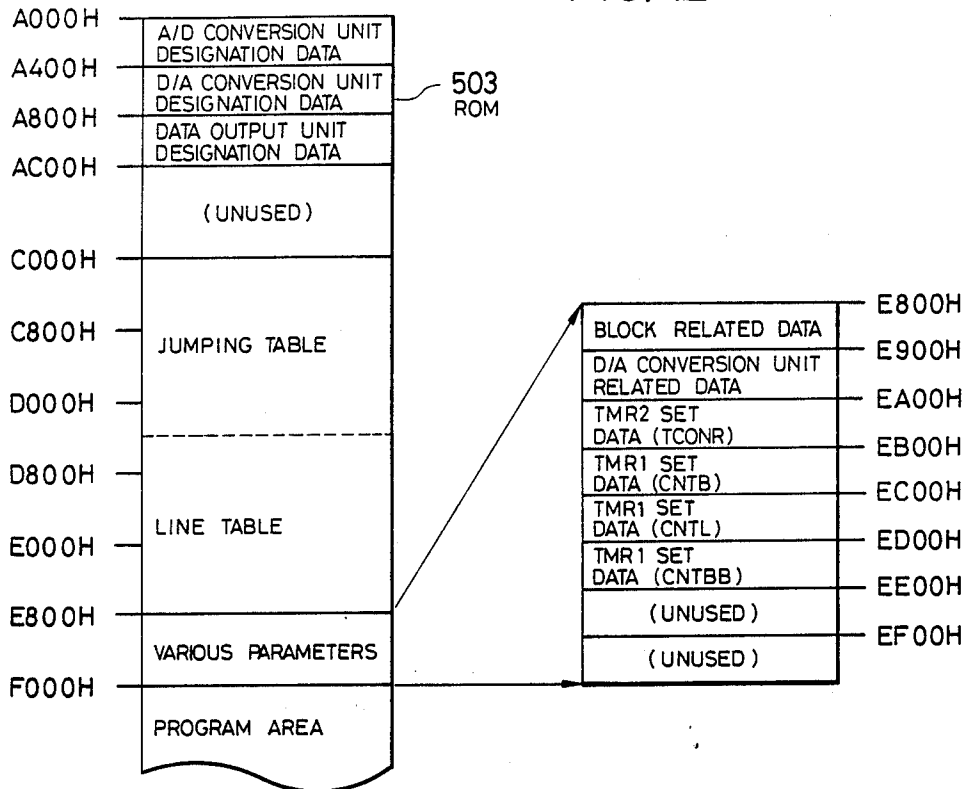 A000H
A/D CONVERSION UNIT
DESIGNATION DATA
A400H
D/A CONVERSION UNIT
DESIGNATION DATA
503
ROM
A800H
DATA OUTPUT UNIT
DESIGNATION DATA
AC00H
(UNUSED)
C000H
C800H
JUMPING TABLE
D000H
D800H
LINE TABLE
E000H
E800H
VARIOUS PARAMETERS
F000H
PROGRAM AREA
E800H
BLOCK RELATED DATA
E900H
D/A CONVERSION UNIT
RELATED DATA
EA00H
TMR2 SET
DATA (TCONR)
EB00H
TMR1 SET
DATA (CNTB)
EC00H
TMR1 SET
DATA (CNTL)
ED00H
TMR1 SET
DATA (CNTBB)
EE00H
(UNUSED)
EF00H
(UNUSED)